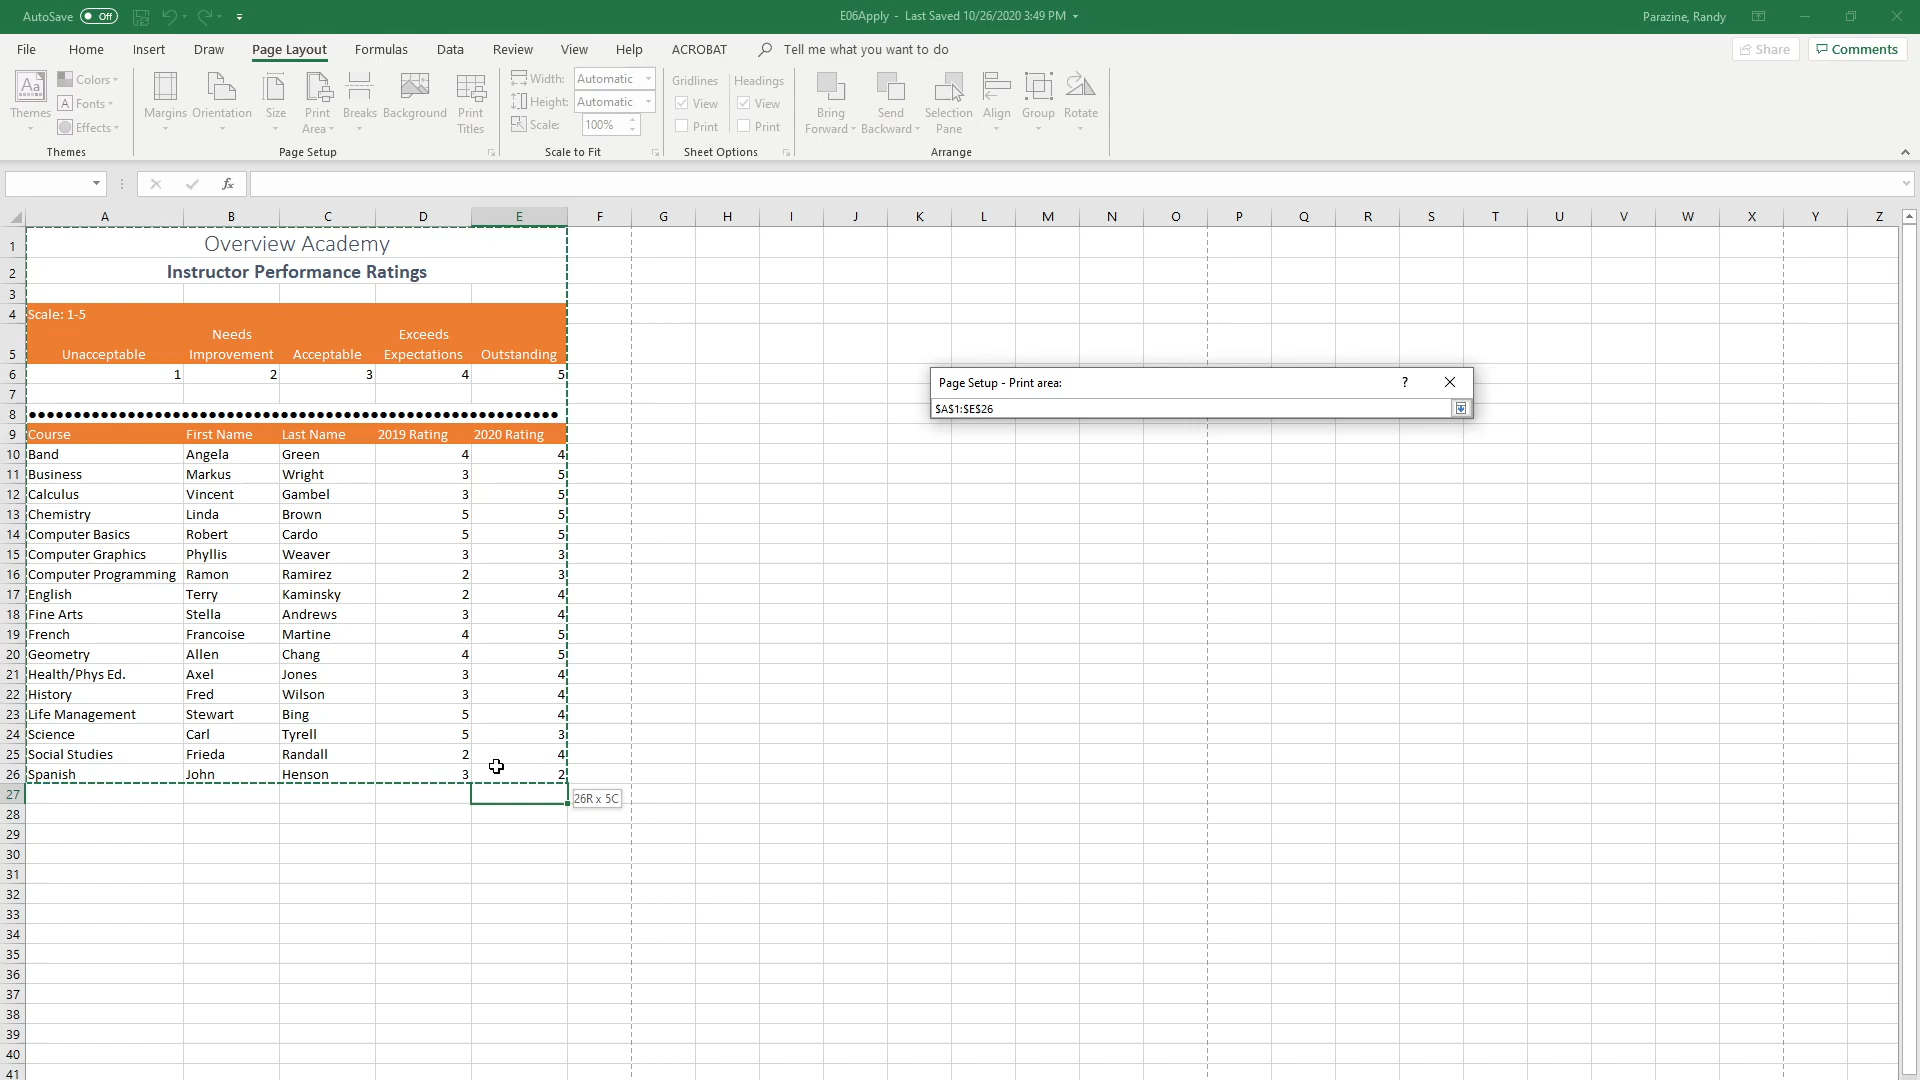 AutoSave Off E06Apply - Last Saved 10/26/2020 3:49 PM Parazine, Randy
File Home Insert Draw Page Layout Formulas Data Review View Help ACROBAT Tell me what you want to do Share Comments
Themes Colors Fonts Effects Margins Orientation Size Print Area Breaks Background Print Titles Width: Automatic Height: Automatic Scale: 100% Gridlines View Print Headings View Print Bring Forward Send Backward Selection Pane Align Group Rotate
Themes Page Setup Scale to Fit Sheet Options Arrange
fx
A B C D E F G H I J K L M N O P Q R S T U V W X Y Z
1 Overview Academy
2 Instructor Performance Ratings
3
4 Scale: 1-5
5 Unacceptable Needs Improvement Acceptable Exceeds Expectations Outstanding
6 1 2 3 4 5
7
8
9 Course First Name Last Name 2019 Rating 2020 Rating
10 Band Angela Green 4 4
11 Business Markus Wright 3 5
12 Calculus Vincent Gambel 3 5
13 Chemistry Linda Brown 5 5
14 Computer Basics Robert Cardo 5 5
15 Computer Graphics Phyllis Weaver 3 3
16 Computer Programming Ramon Ramirez 2 3
17 English Terry Kaminsky 2 4
18 Fine Arts Stella Andrews 3 4
19 French Francoise Martine 4 5
20 Geometry Allen Chang 4 5
21 Health/Phys Ed. Axel Jones 3 4
22 History Fred Wilson 3 4
23 Life Management Stewart Bing 5 4
24 Science Carl Tyrell 5 3
25 Social Studies Frieda Randall 2 4
26 Spanish John Henson 3 2
27 26R x 5C
28
29
30
31
32
33
34
35
36
37
38
39
40
41
Page Setup - Print area: ?
$A$1:$E$26